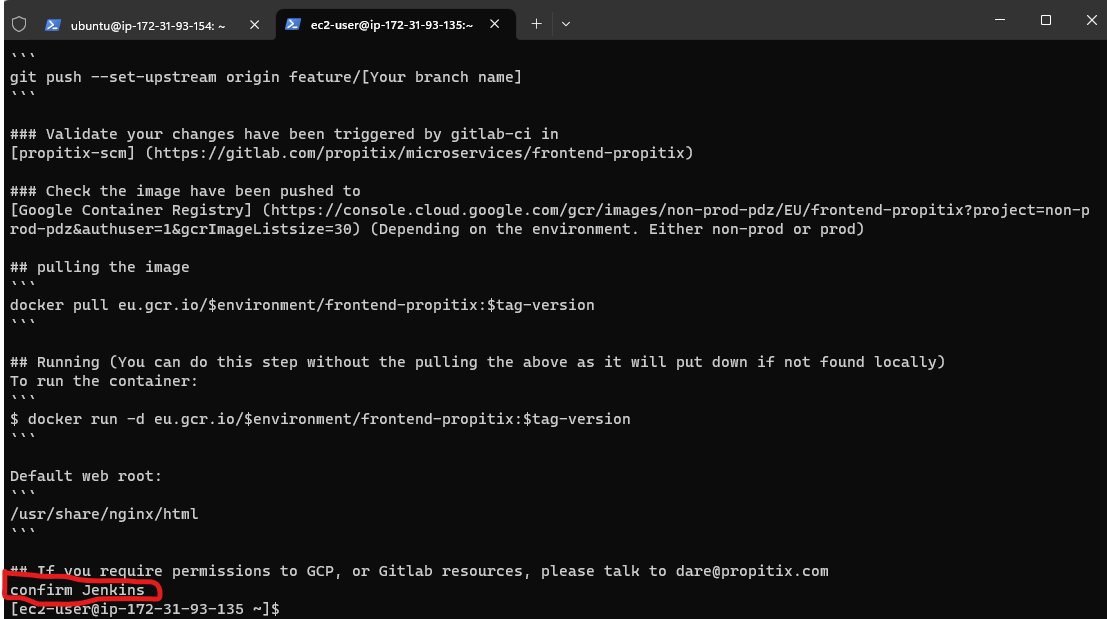 ubuntu@ip-172-31-93-154: ~
ec2-user@ip-172-31-93-135:~
```
git push --set-upstream origin feature/[Your branch name]
```
### Validate your changes have been triggered by gitlab-ci in
[propitix-scm] (https://gitlab.com/propitix/microservices/frontend-propitix)
### Check the image have been pushed to
[Google Container Registry] (https://console.cloud.google.com/gcr/images/non-prod-pdz/EU/frontend-propitix?project=non-p
rod-pdz&authuser=1&gcrImageListsize=30) (Depending on the environment. Either non-prod or prod)
## pulling the image
```
docker pull eu.gcr.io/$environment/frontend-propitix:$tag-version
```
## Running (You can do this step without the pulling the above as it will put down if not found locally)
To run the container:
```
$ docker run -d eu.gcr.io/$environment/frontend-propitix:$tag-version
```
Default web root:
```
/usr/share/nginx/html
```
## If you require permissions to GCP, or Gitlab resources, please talk to dare@propitix.com
confirm Jenkins
[ec2-user@ip-172-31-93-135 ~]$